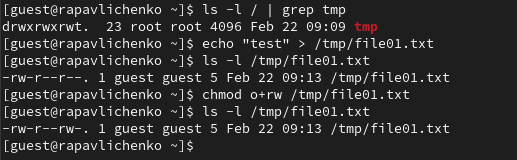 [guest@rapavlichenko ~]$ ls -l / | grep tmp
drwxrwxrwt.  23 root root 4096 Feb 22 09:09 tmp
[guest@rapavlichenko ~]$ echo "test" > /tmp/file01.txt
[guest@rapavlichenko ~]$ ls -l /tmp/file01.txt
-rw-r--r--. 1 guest guest 5 Feb 22 09:13 /tmp/file01.txt
[guest@rapavlichenko ~]$ chmod o+rw /tmp/file01.txt
[guest@rapavlichenko ~]$ ls -l /tmp/file01.txt
-rw-r--rw-. 1 guest guest 5 Feb 22 09:13 /tmp/file01.txt
[guest@rapavlichenko ~]$